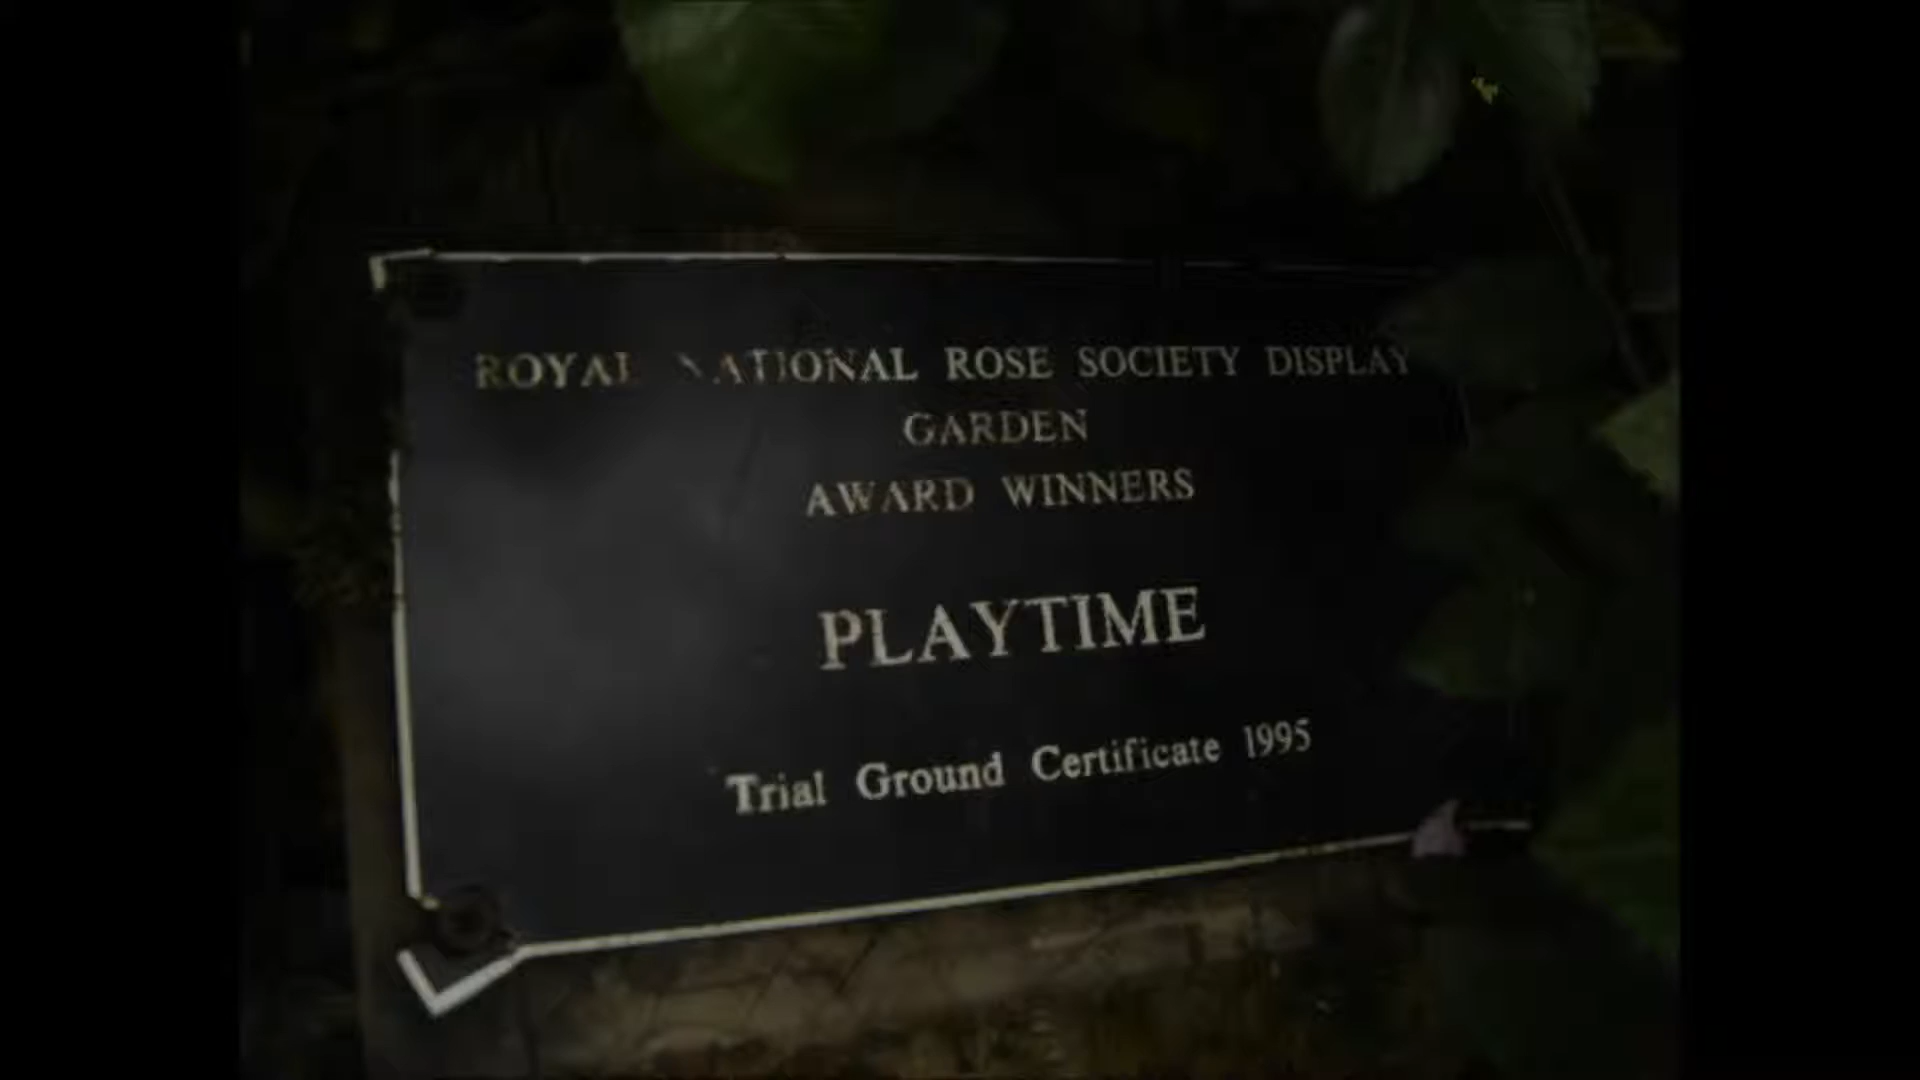 ROYAL NATIONAL ROSE SOCIETY DISPLAY
GARDEN
AWARD WINNERS
PLAYTIME
Trial Ground Certificate 1995